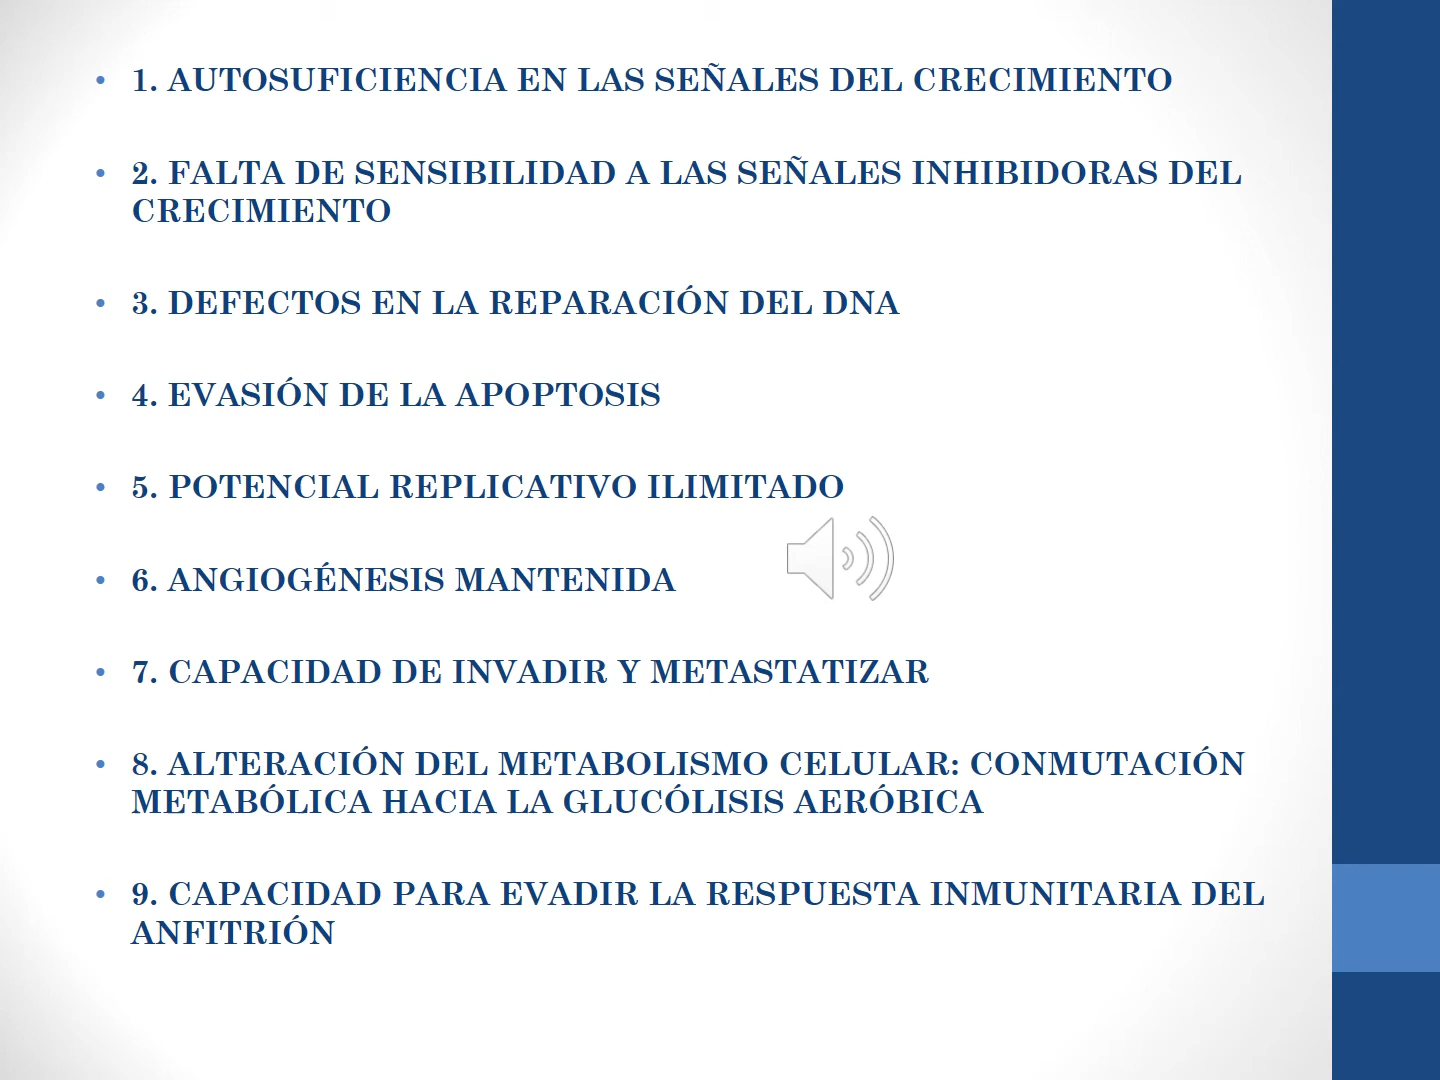 • 1. AUTOSUFICIENCIA EN LAS SEÑALES DEL CRECIMIENTO
• 2. FALTA DE SENSIBILIDAD A LAS SEÑALES INHIBIDORAS DEL
CRECIMIENTO
• 3. DEFECTOS EN LA REPARACIÓN DEL DNA
• 4. EVASIÓN DE LA APOPTOSIS
• 5. POTENCIAL REPLICATIVO ILIMITADO
• 6. ANGIOGÉNESIS MANTENIDA
• 7. CAPACIDAD DE INVADIR Y METASTATIZAR
• 8. ALTERACIÓN DEL METABOLISMO CELULAR: CONMUTACIÓN
METABÓLICA HACIA LA GLUCÓLISIS AERÓBICA
• 9. CAPACIDAD PARA EVADIR LA RESPUESTA INMUNITARIA DEL
ANFITRIÓN